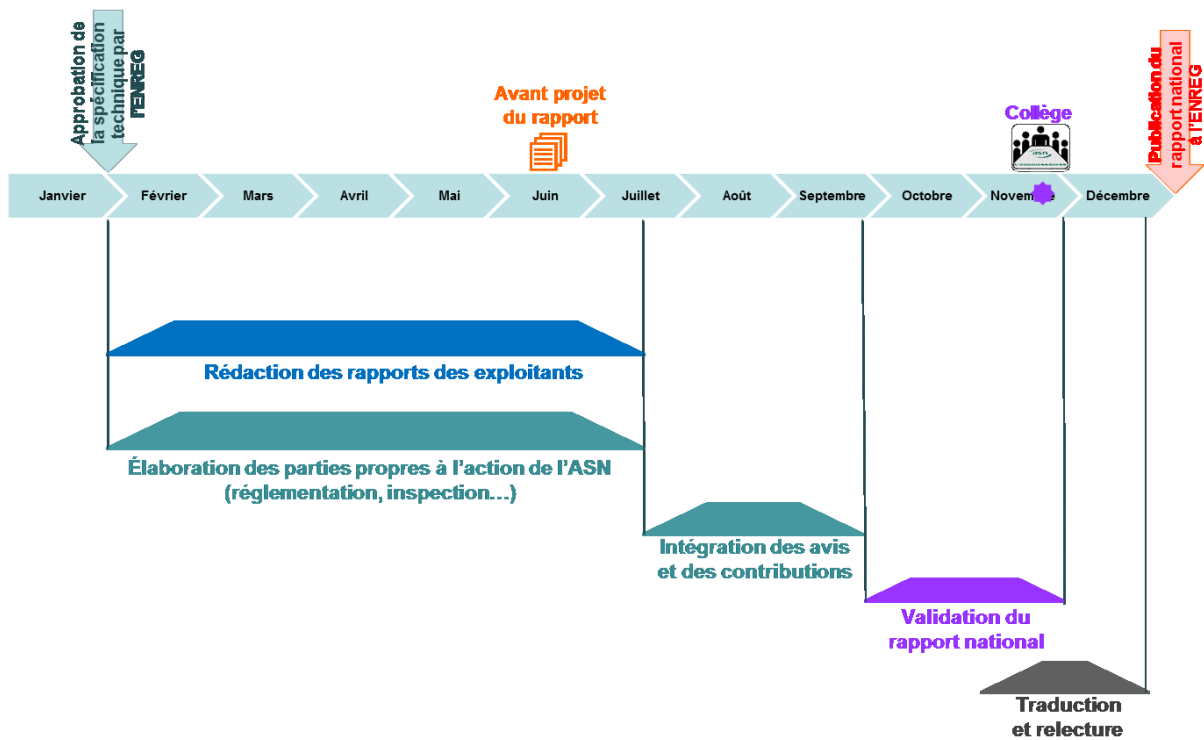 Approbation de
la spécification
technique par
l'ENREG
Avant projet
du rapport
Collège
asn
Publication du
rapport national
à l'ENREG
Janvier
Février
Mars
Avril
Mai
Juin
Juillet
Août
Septembre
Octobre
Novembre
Décembre
Rédaction des rapports des exploitants
Élaboration des parties propres à l'action de l'ASN
(réglementation, inspection…)
Intégration des avis
et des contributions
Validation du
rapport national
Traduction
et relecture